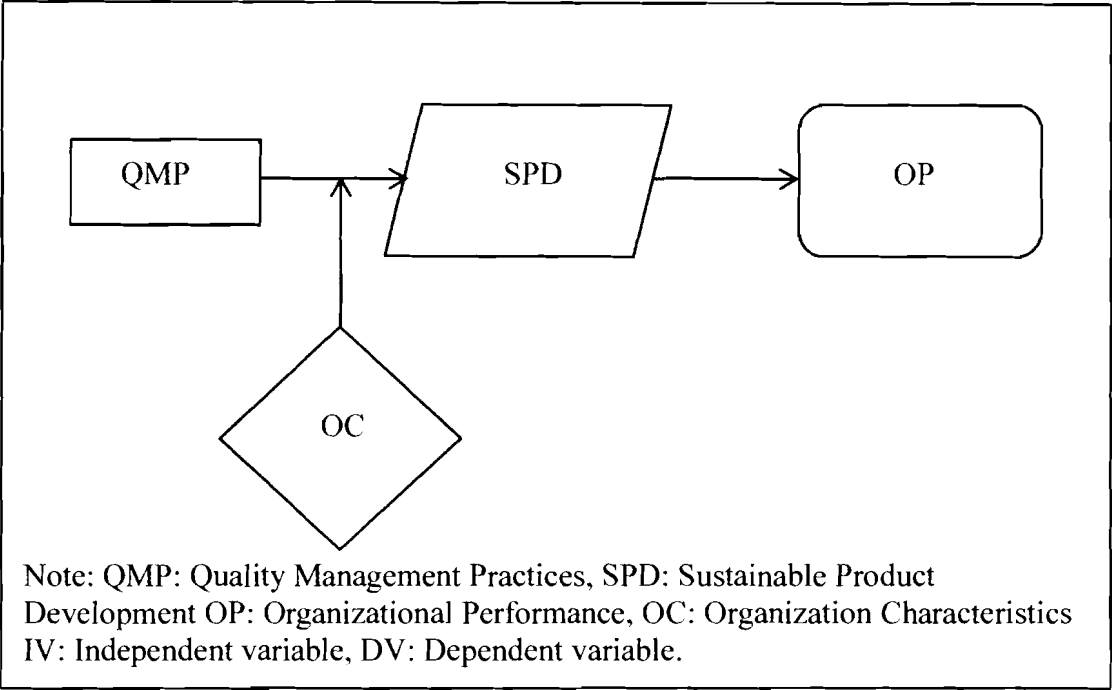 QMP
SPD
OP
OC
Note: QMP: Quality Management Practices, SPD: Sustainable Product
Development OP: Organizational Performance, OC: Organization Characteristics
IV: Independent variable, DV: Dependent variable.